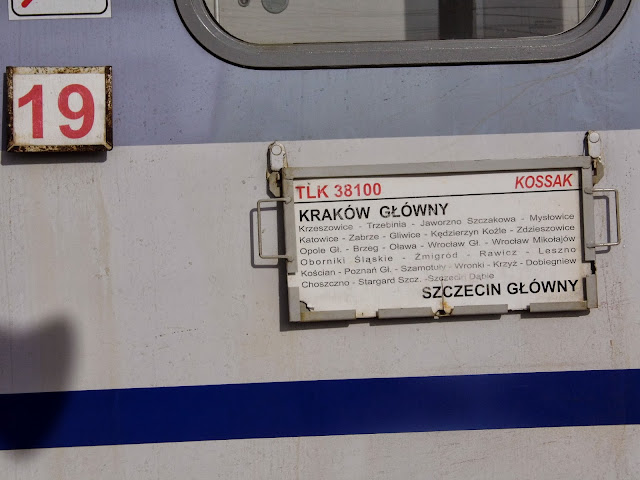 19
TLK 38100 KOSSAK
KRAKÓW GŁÓWNY
Krzeszowice - Trzebinia - Jaworzno Szczakowa - Mysłowice
Katowice - Zabrze - Gliwice - Kędzierzyn Koźle - Zdzieszowice
Opole Gł. - Brzeg - Oława - Wrocław Gł. - Wrocław Mikołajów
Oborniki Śląskie - Żmigród - Rawicz - Leszno
Kościan - Poznań Gł. - Szamotuły - Wronki - Krzyż - Dobiegniew
Choszczno - Stargard Szcz. -Szczecin Dąbie
SZCZECIN GŁÓWNY